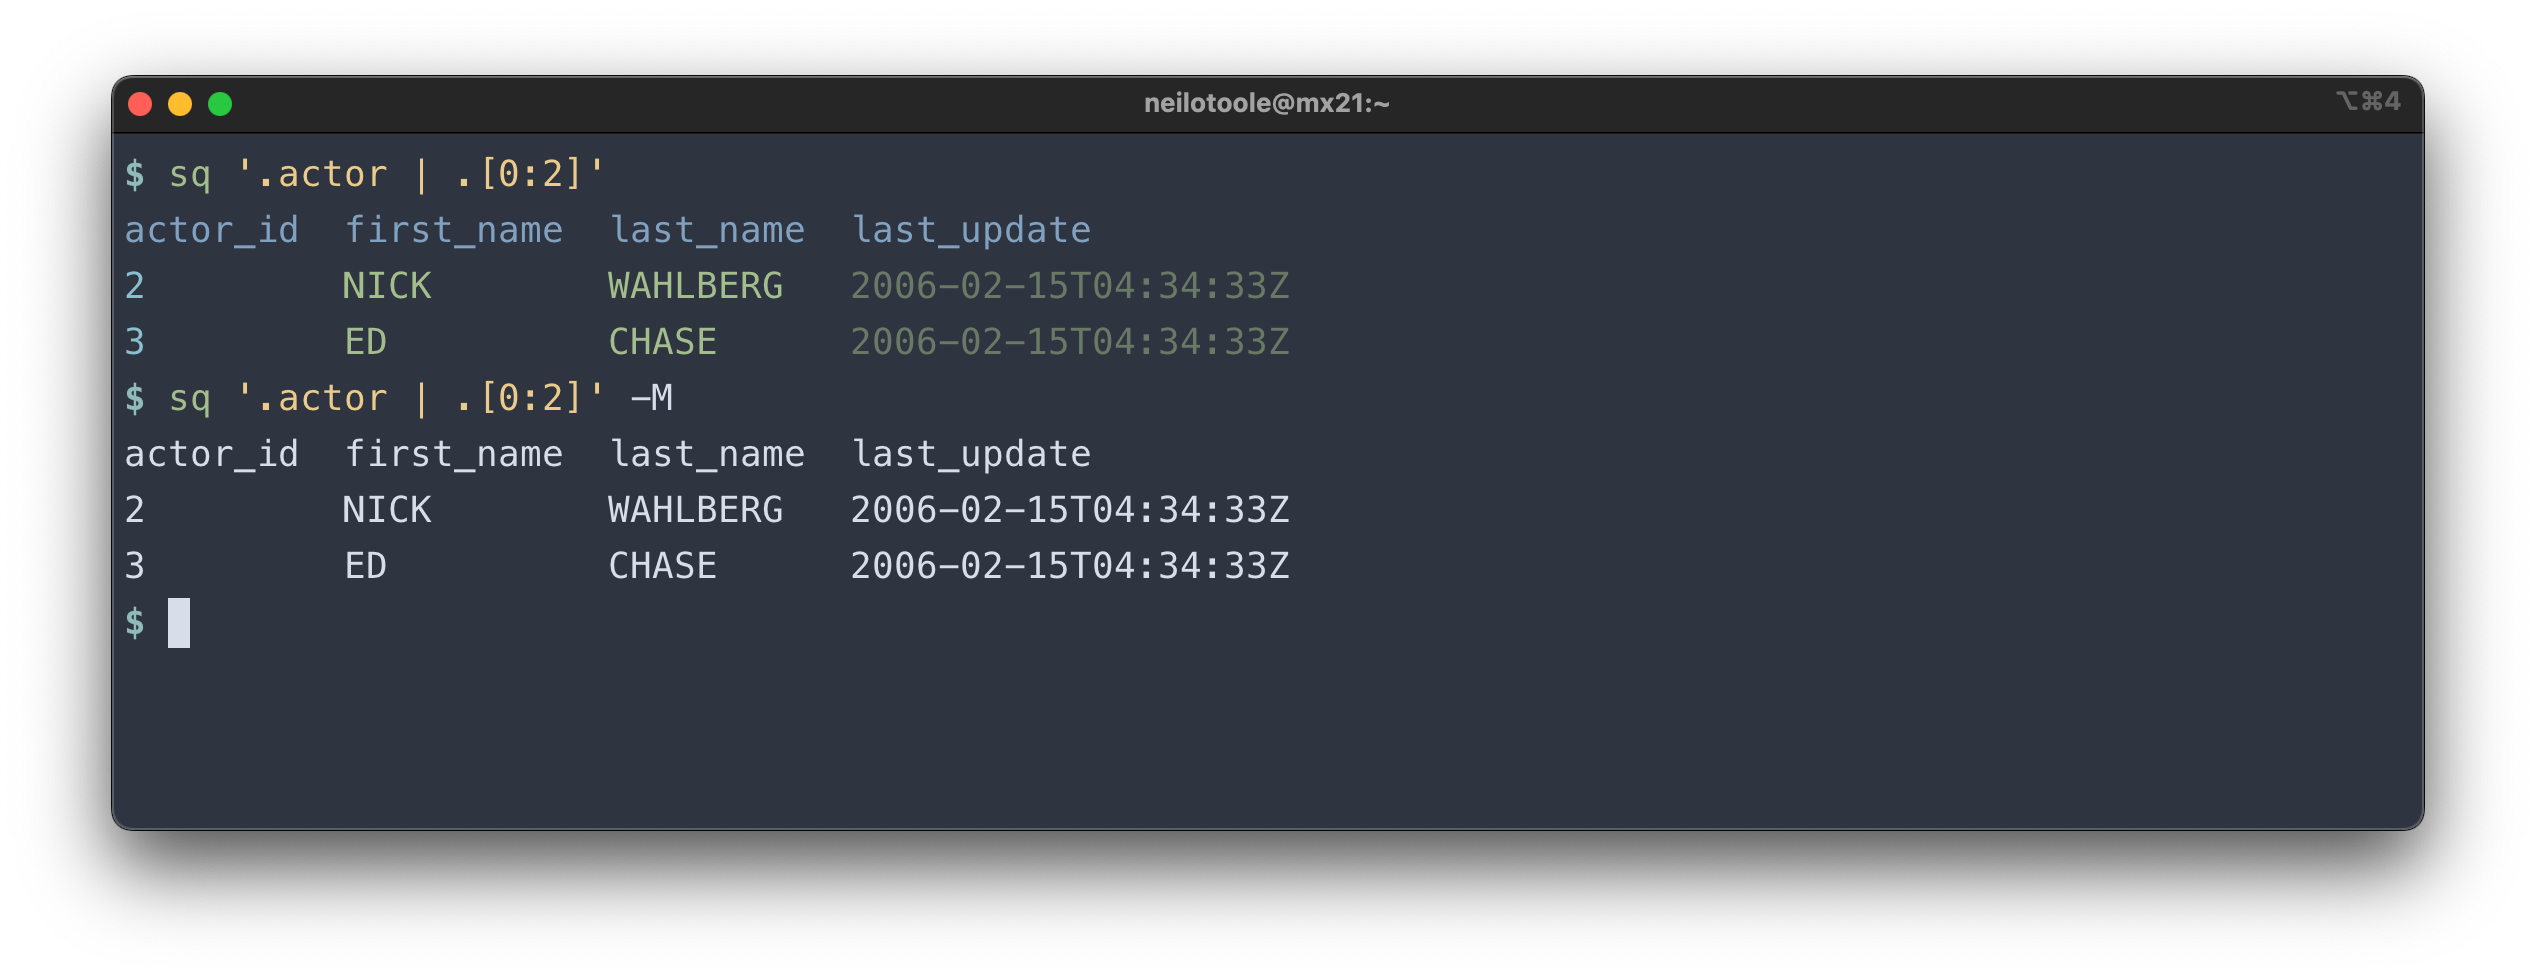 neilotoole@mx21:~ ⌥⌘4
$ sq '.actor | .[0:2]'
actor_id  first_name  last_name  last_update
2         NICK        WAHLBERG   2006-02-15T04:34:33Z
3         ED          CHASE      2006-02-15T04:34:33Z
$ sq '.actor | .[0:2]' -M
actor_id  first_name  last_name  last_update
2         NICK        WAHLBERG   2006-02-15T04:34:33Z
3         ED          CHASE      2006-02-15T04:34:33Z
$